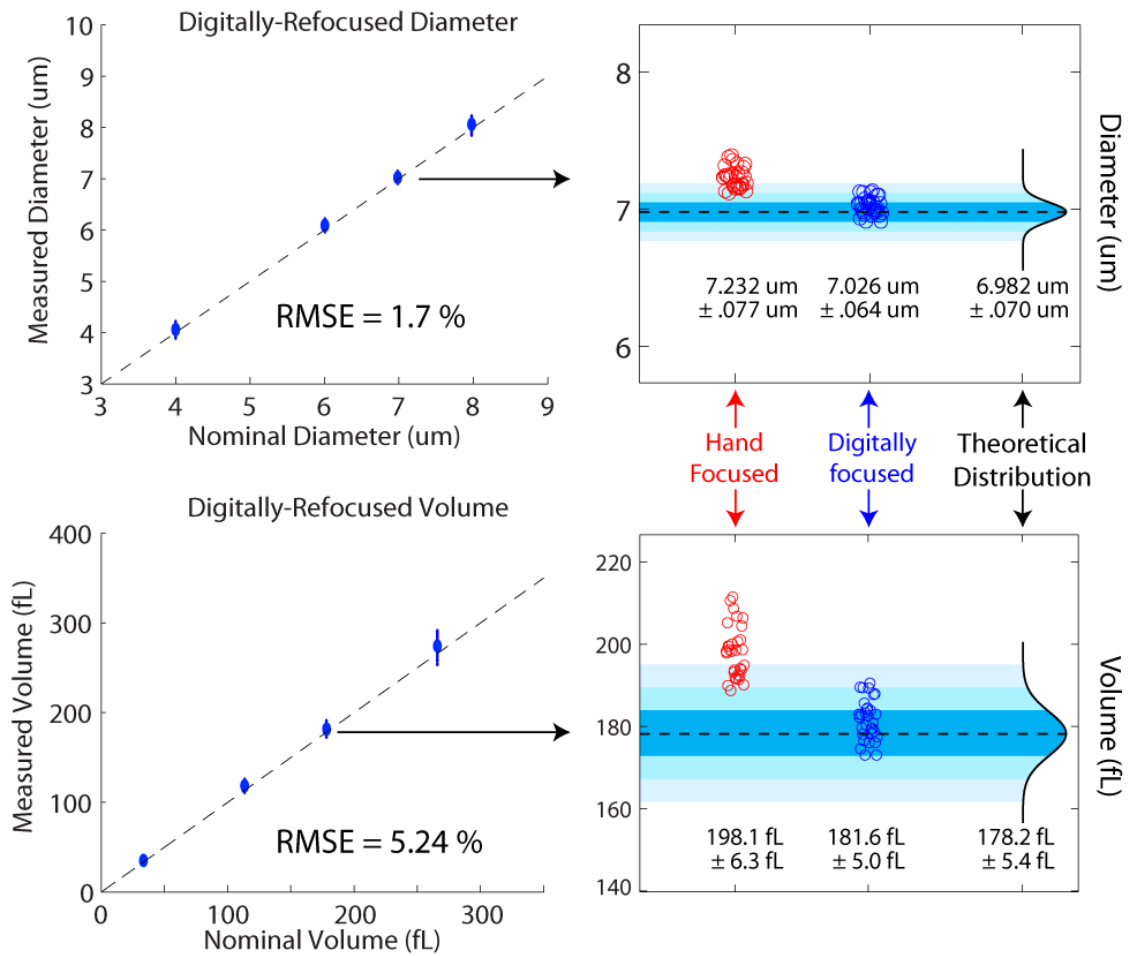 Digitally-Refocused Diameter
Measured Diameter (um)
10
9
8
7
6
5
4
3
3 4 5 6 7 8 9
RMSE = 1.7 %
Nominal Diameter (um)
8
7
6
Diameter (um)
7.232 um 7.026 um 6.982 um
± .077 um ± .064 um ± .070 um
Hand Digitally Theoretical
Focused focused Distribution
Digitally-Refocused Volume
Measured Volume (fL)
400
300
200
100
0
0 100 200 300
RMSE = 5.24 %
Nominal Volume (fL)
220
200
180
160
140
Volume (fL)
198.1 fL 181.6 fL 178.2 fL
± 6.3 fL ± 5.0 fL ± 5.4 fL